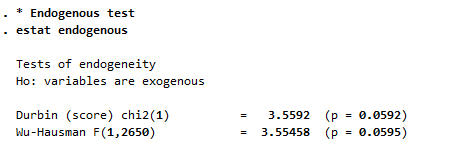 . * Endogenous test
. estat endogenous
Tests of endogeneity
Ho: variables are exogenous
Durbin (score) chi2(1) = 3.5592 (p = 0.0592)
Wu-Hausman F(1,2650) = 3.55458 (p = 0.0595)